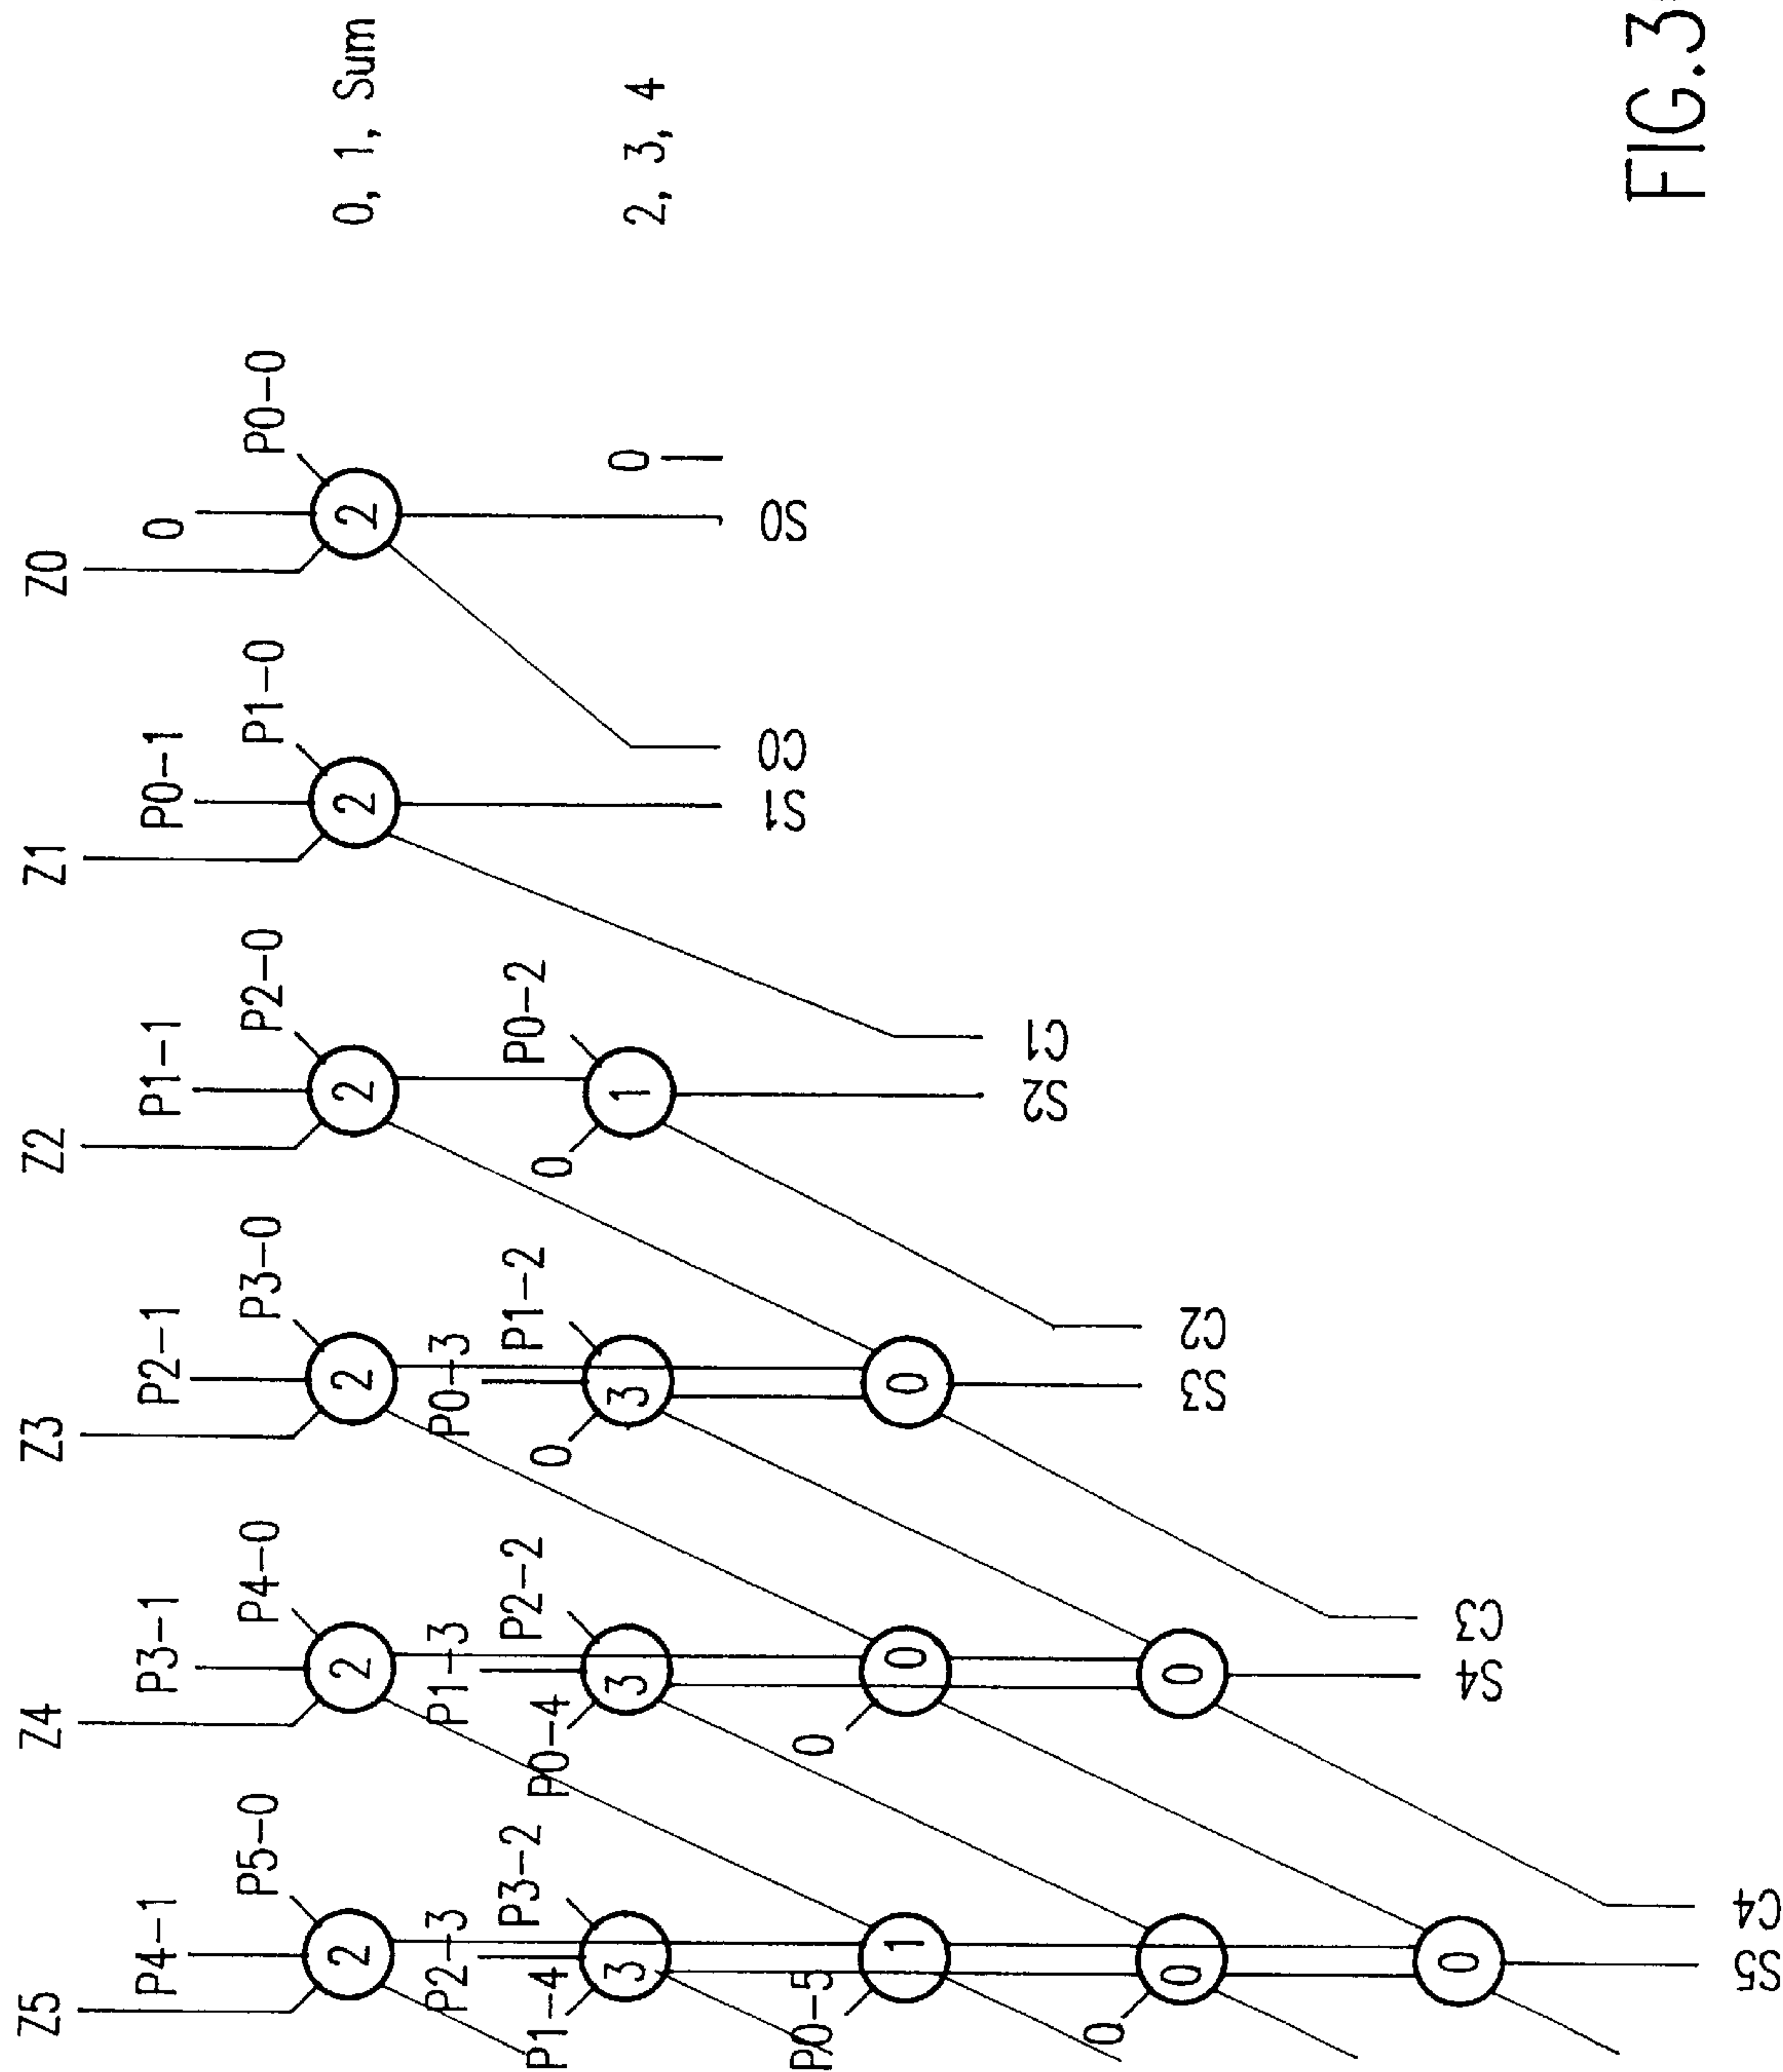 Z5 Z4 Z3 Z2 Z1 Z0
P4-1 P3-1 P2-1 P1-1 P0-1 0
P5-0 P4-0 P3-0 P2-0 P1-0 P0-0
2 2 2 2 2 2 0, 1, Sum
P2-3 P1-3 P0-3
P3-2 P2-2 P1-2 P0-2
P1-4 P0-4 0 0
3 3 3 1 0 2, 3, 4
S1 C0 S0
P0-5 0
1 0 0
S2 C1
0
0 0
S3 C2
0
S4 C3
S5 C4
FIG.3